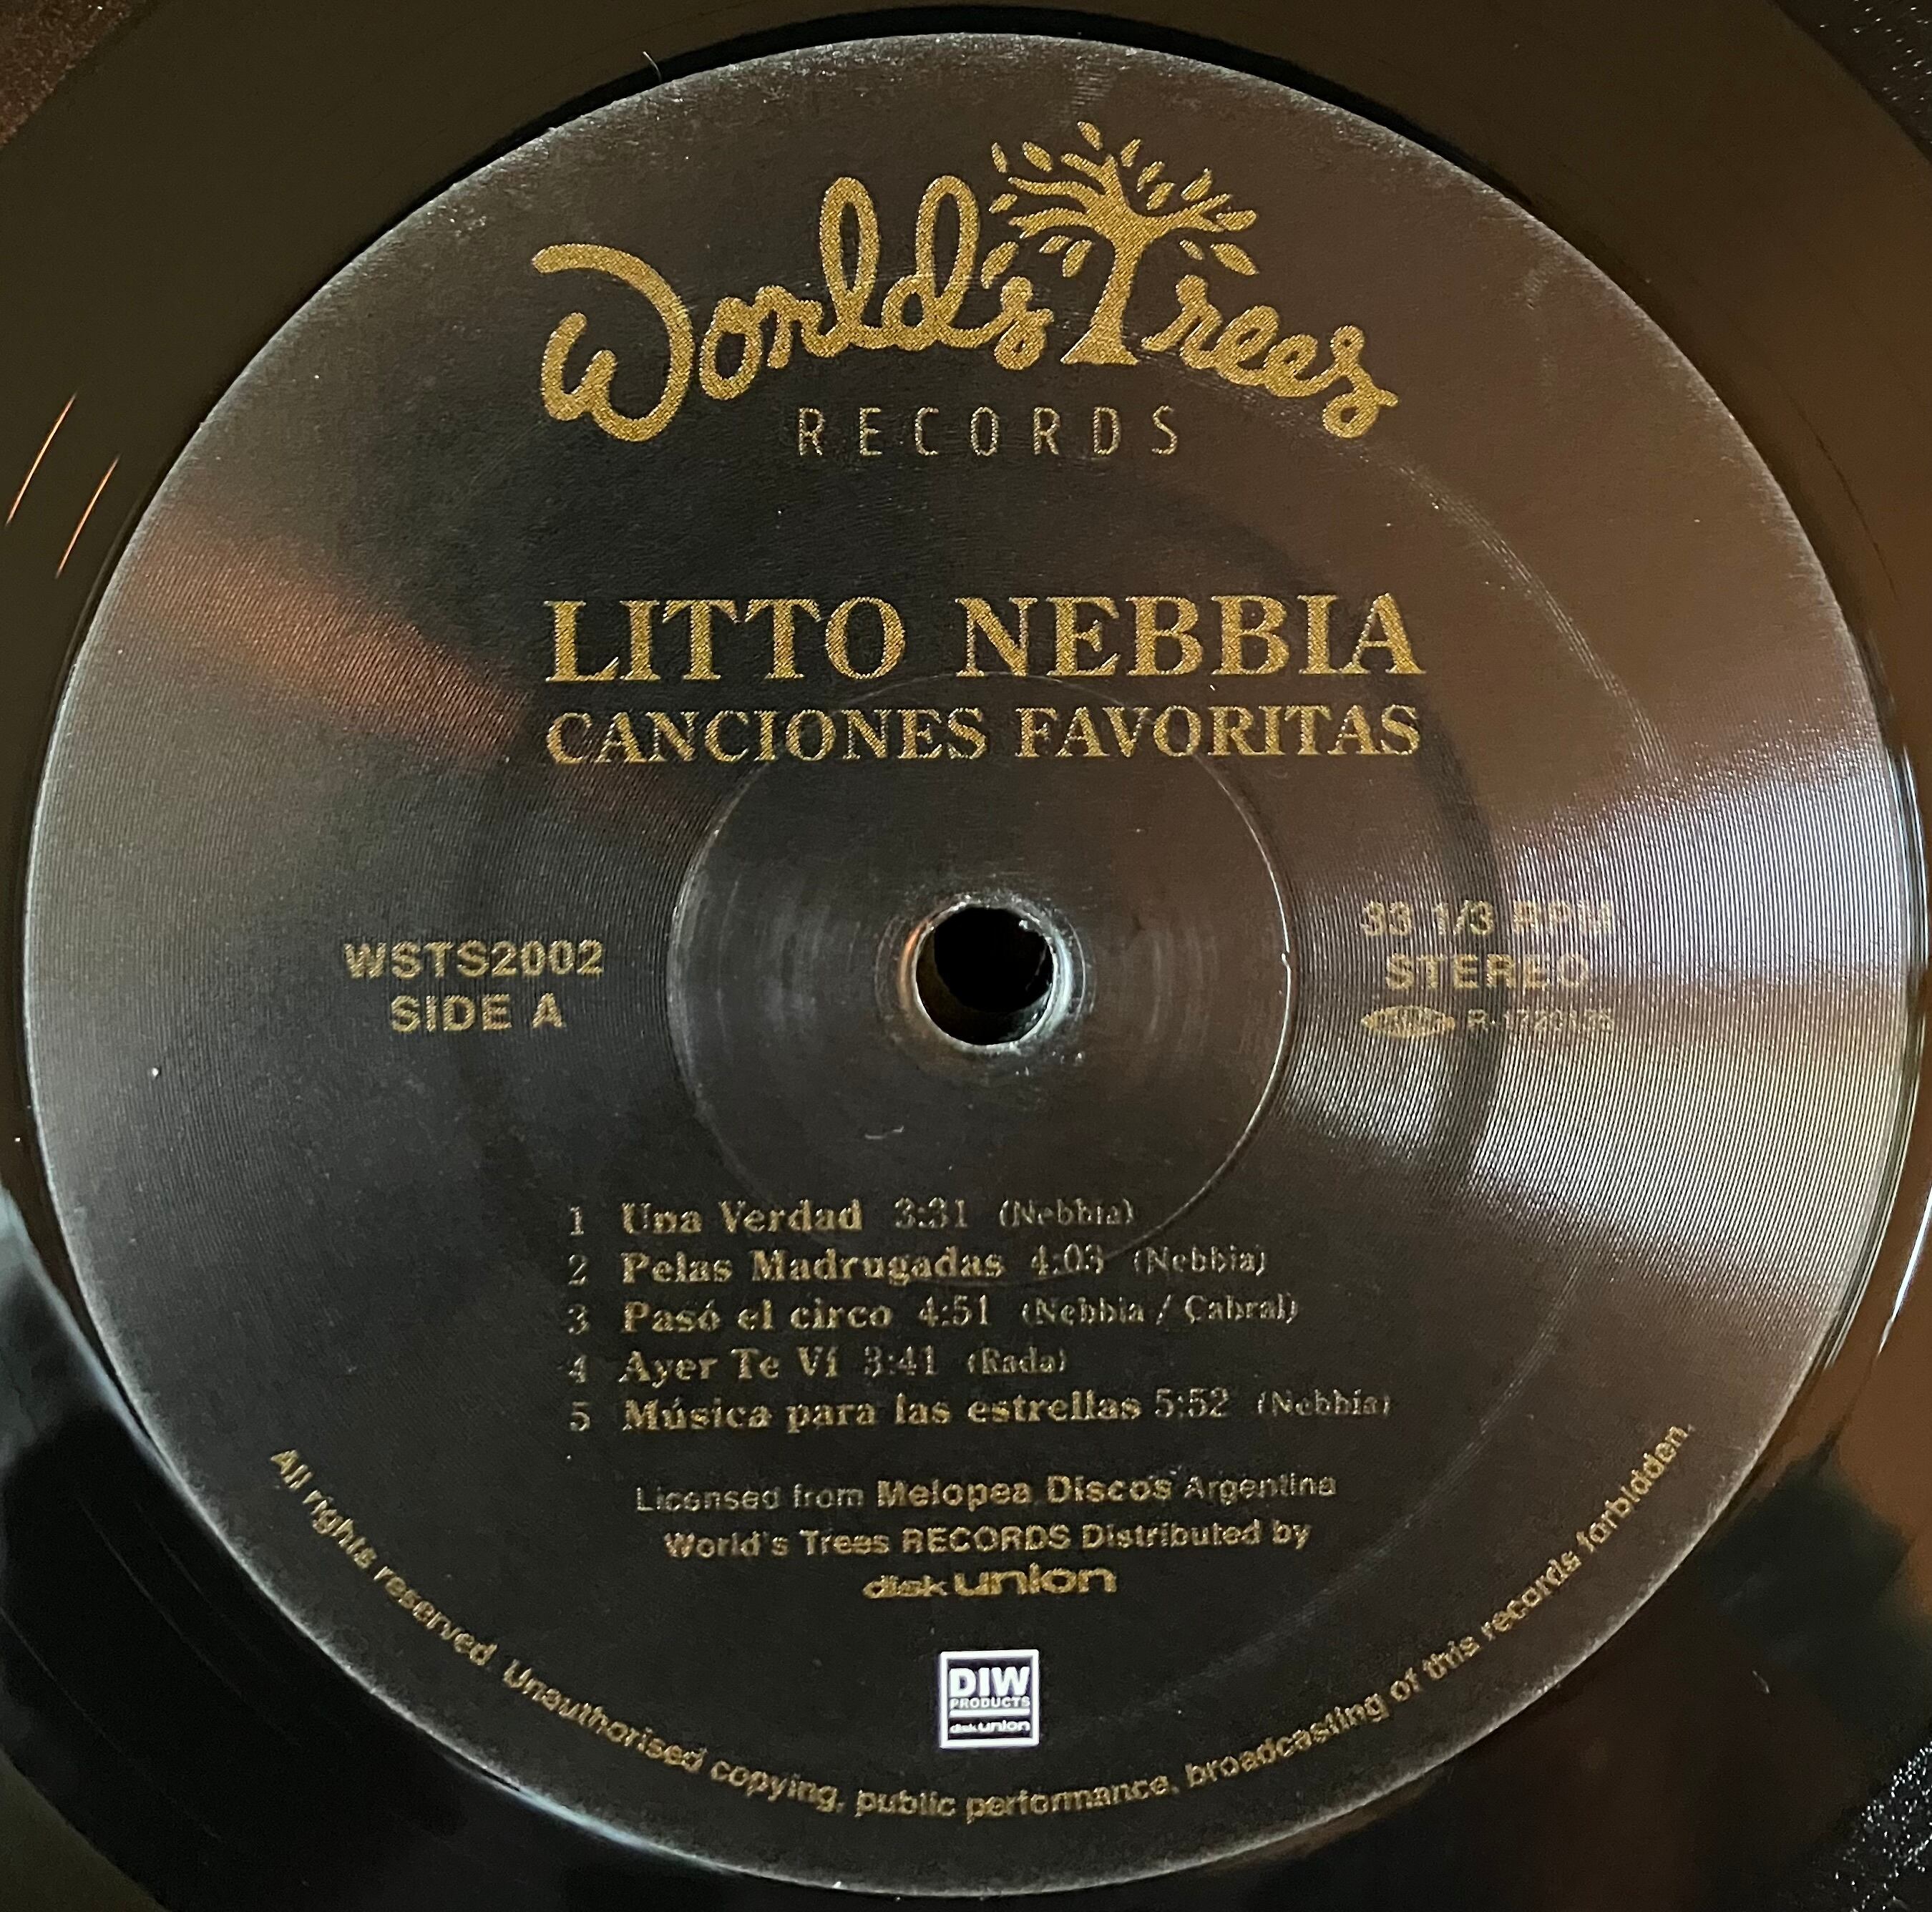 World's Trees
RECORDS
LITTO NEBBIA
CANCIONES FAVORITAS
WSTS2002
SIDE A
33 1/3 RPM
STEREO
R-1720135
1 Una Verdad 3:31 (Nebbia)
2 Pelas Madrugadas 4:03 (Nebbia)
3 Pasó el circo 4:51 (Nebbia / Cabral)
4 Ayer Te Ví 3:41 (Rada)
5 Música para las estrellas 5:52 (Nebbia)
Licensed from Melopea Discos Argentina
World's Trees RECORDS Distributed by
disk union
DIW
PRODUCTS
disk union
All rights reserved. Unauthorised copying, public performance, broadcasting of this records forbidden.